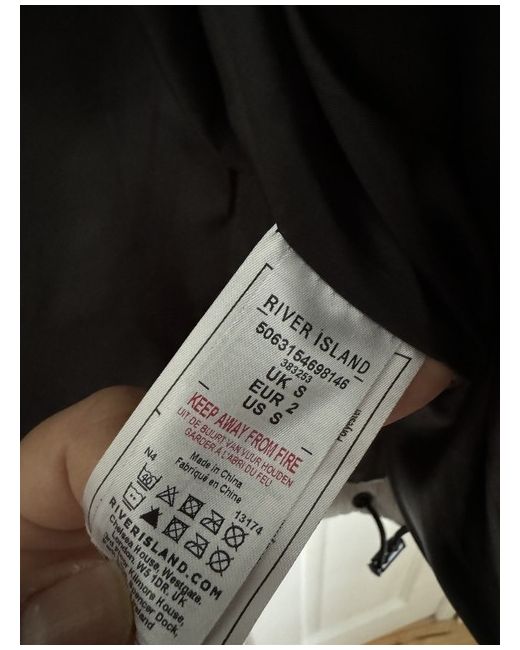 RIVER ISLAND
5063154698146
383253
UK S
EUR 2
US S
KEEP AWAY FROM FIRE
UIT DE BUURT VAN VUUR HOUDEN
GARDER À L'ABRI DU FEU
Made in China
Fabriqué en Chine
N4
13174
RIVERISLAND.COM
Chelsea House, Westgate,
London, W5 1DR. UK
House,
Dock,